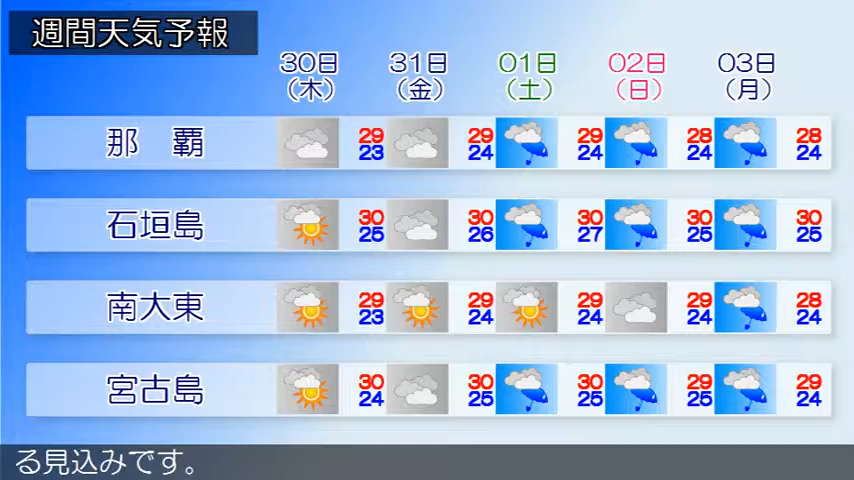 週間天気予報
30日 31日 01日 02日 03日
(木) (金) (土) (日) (月)
那 覇 29 23 29 24 29 24 28 24 28 24
石垣島 30 25 30 26 30 27 30 25 30 25
南大東 29 23 29 24 29 24 29 24 28 24
宮古島 30 24 30 25 30 25 29 25 29 24
る見込みです。